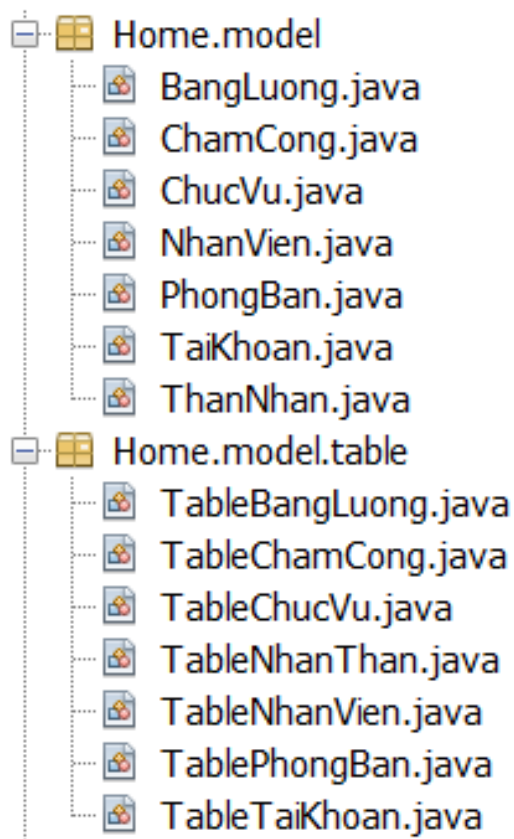 Home.model
BangLuong.java
ChamCong.java
ChucVu.java
NhanVien.java
PhongBan.java
TaiKhoan.java
ThanNhan.java
Home.model.table
TableBangLuong.java
TableChamCong.java
TableChucVu.java
TableNhanThan.java
TableNhanVien.java
TablePhongBan.java
TableTaiKhoan.java